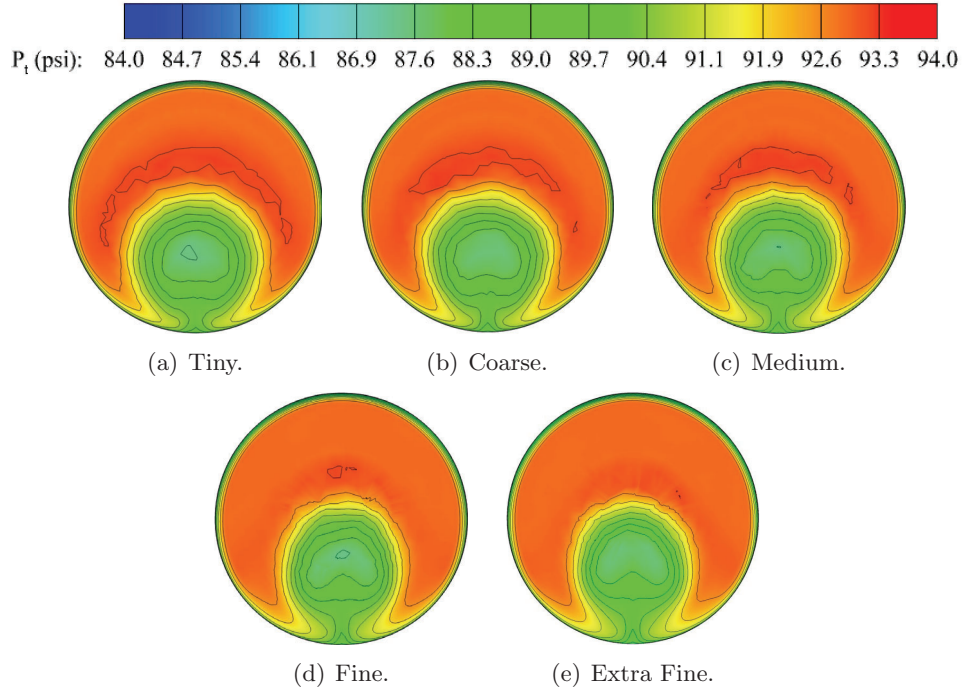 P_t (psi): 84.0 84.7 85.4 86.1 86.9 87.6 88.3 89.0 89.7 90.4 91.1 91.9 92.6 93.3 94.0
(a) Tiny. (b) Coarse. (c) Medium.
(d) Fine. (e) Extra Fine.